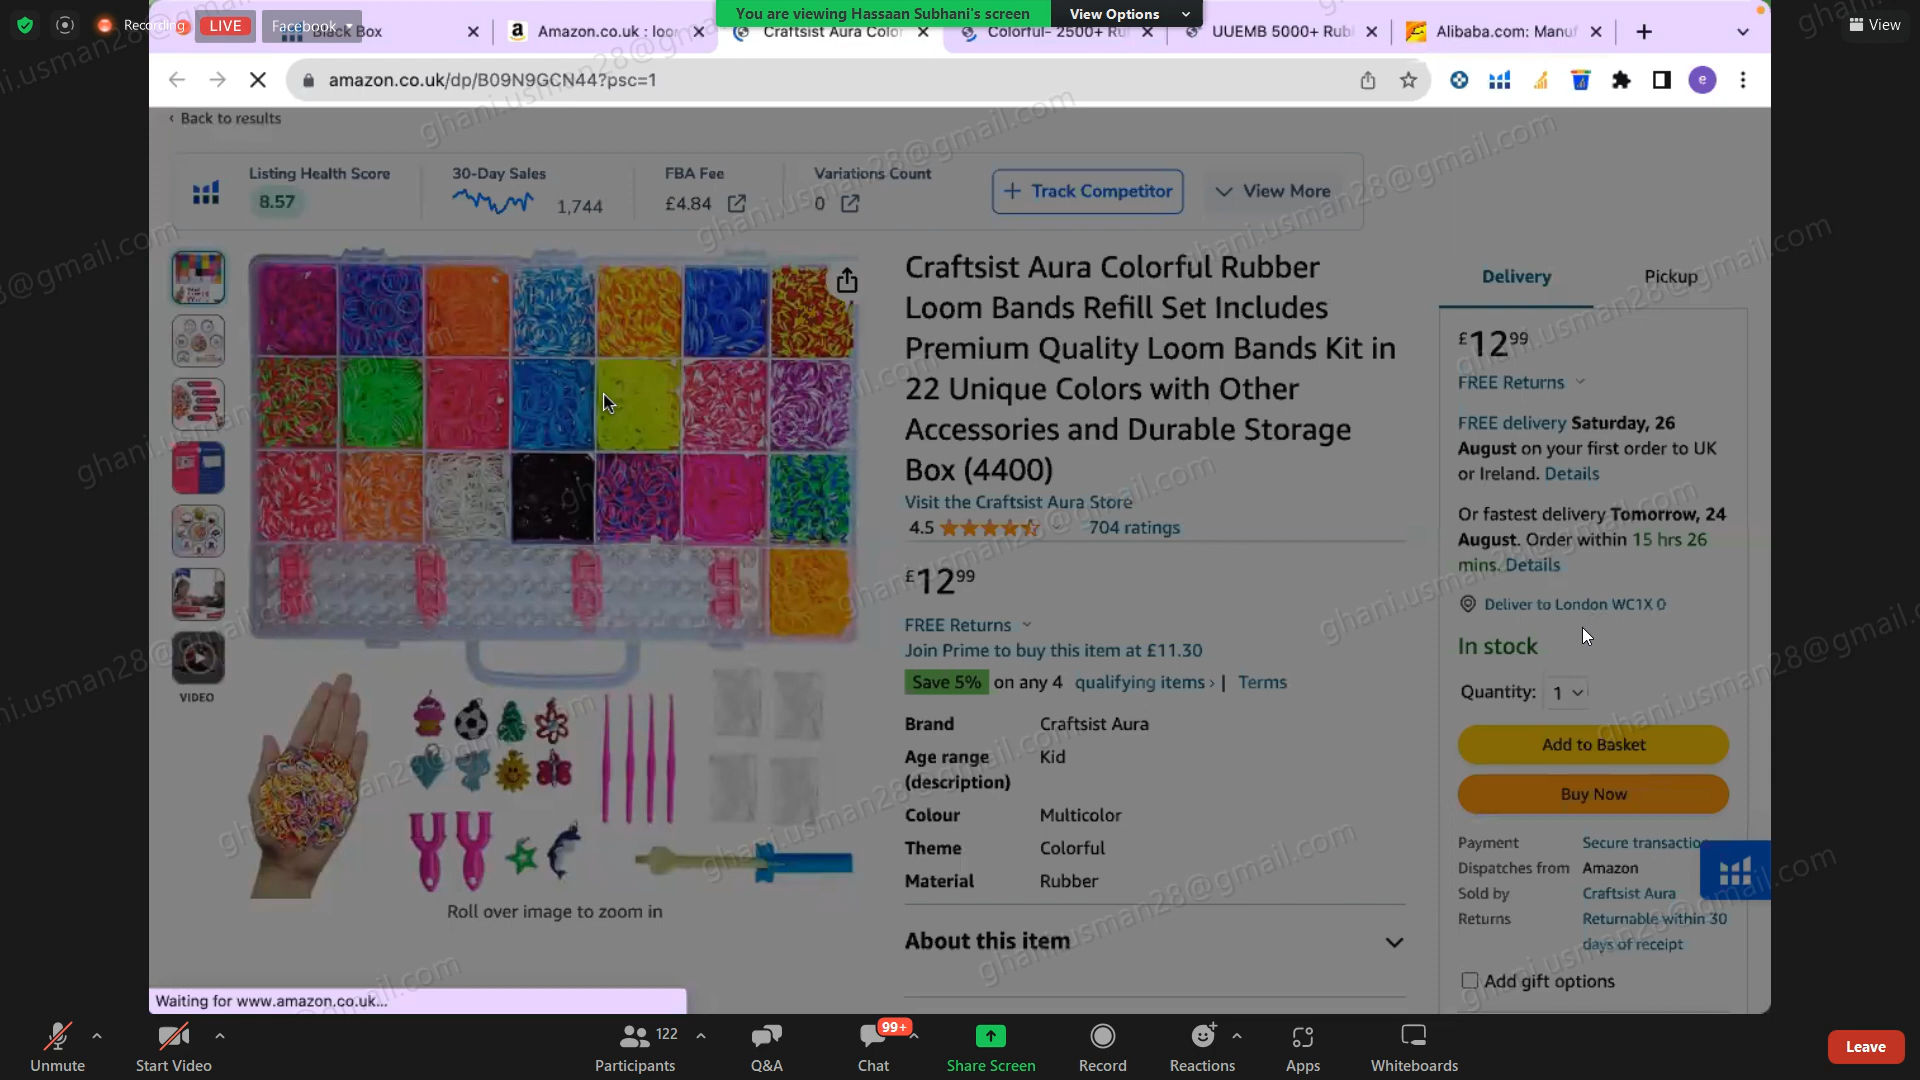 You are viewing Hassaan Subhani's screen
View Options
Recording
LIVE
Facebook
View
Black Box
Amazon.co.uk : loo
Craftsist Aura Color
Colorful- 2500+ Ru
UUEMB 5000+ Rub
Alibaba.com: Manuf
amazon.co.uk/dp/B09N9GCN44?psc=1
e
‹ Back to results
Listing Health Score
8.57
30-Day Sales
1,744
FBA Fee
£4.84
Variations Count
0
+ Track Competitor
View More
VIDEO
Roll over image to zoom in
Craftsist Aura Colorful Rubber
Loom Bands Refill Set Includes
Premium Quality Loom Bands Kit in
22 Unique Colors with Other
Accessories and Durable Storage
Box (4400)
Visit the Craftsist Aura Store
4.5
704 ratings
£12.99
FREE Returns
Join Prime to buy this item at £11.30
Save 5% on any 4 qualifying items › | Terms
Brand Craftsist Aura
Age range Kid
(description)
Colour Multicolor
Theme Colorful
Material Rubber
About this item
Delivery
Pickup
£12.99
FREE Returns
FREE delivery Saturday, 26
August on your first order to UK
or Ireland. Details
Or fastest delivery Tomorrow, 24
August. Order within 15 hrs 26
mins. Details
Deliver to London WC1X 0
In stock
Quantity: 1
Add to Basket
Buy Now
Payment Secure transaction
Dispatches from Amazon
Sold by Craftsist Aura
Returns Returnable within 30
days of receipt
Add gift options
Waiting for www.amazon.co.uk...
ghani.usman28@gmail.com
Unmute
Start Video
122
Participants
Q&A
99+
Chat
Share Screen
Record
Reactions
Apps
Whiteboards
Leave